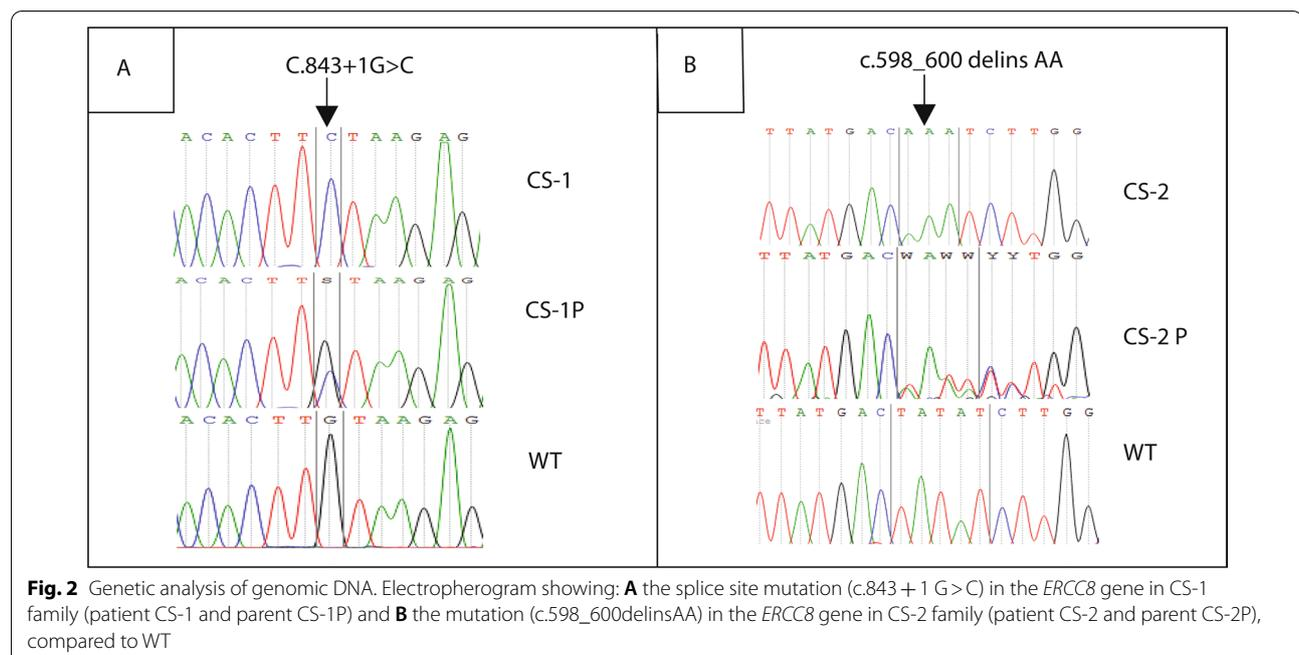 A
C.843+1G>C
A C A C T T C T A A G A G
CS-1
A C A C T T S T A A G A G
CS-1P
A C A C T T G T A A G A G
WT
B
c.598_600 delins AA
T T A T G A C A A A T C T T G G
CS-2
T T A T G A C W A W W Y Y T G G
CS-2 P
T T A T G A C T A T A T C T T G G
WT
Fig. 2 Genetic analysis of genomic DNA. Electropherogram showing: A the splice site mutation (c.843 + 1 G > C) in the ERCC8 gene in CS-1
family (patient CS-1 and parent CS-1P) and B the mutation (c.598_600delinsAA) in the ERCC8 gene in CS-2 family (patient CS-2 and parent CS-2P),
compared to WT